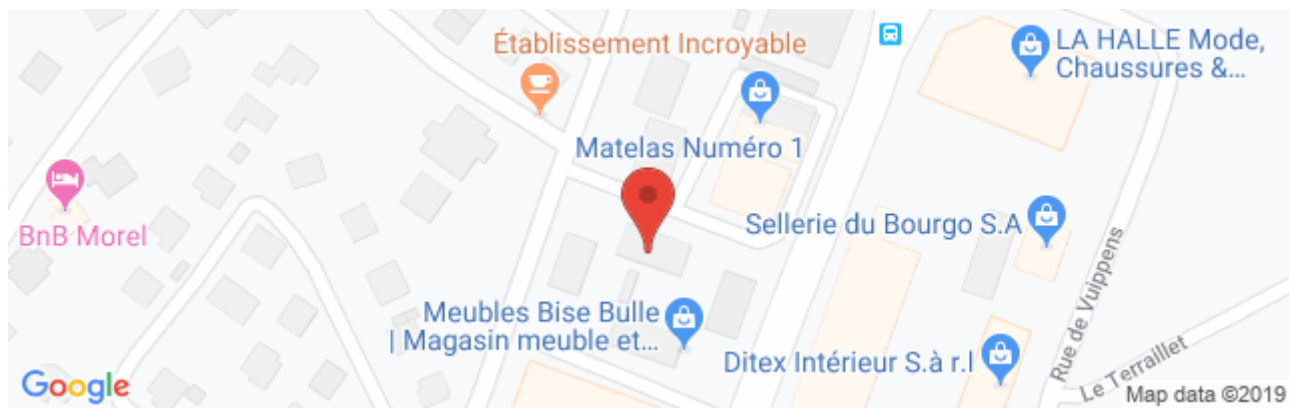 Établissement Incroyable
LA HALLE Mode,
Chaussures &...
Matelas Numéro 1
BnB Morel
Sellerie du Bourgo S.A
Meubles Bise Bulle
| Magasin meuble et...
Ditex Intérieur S.à r.l
Rue de Vuippens
Le Terraillet
Google
Map data ©2019